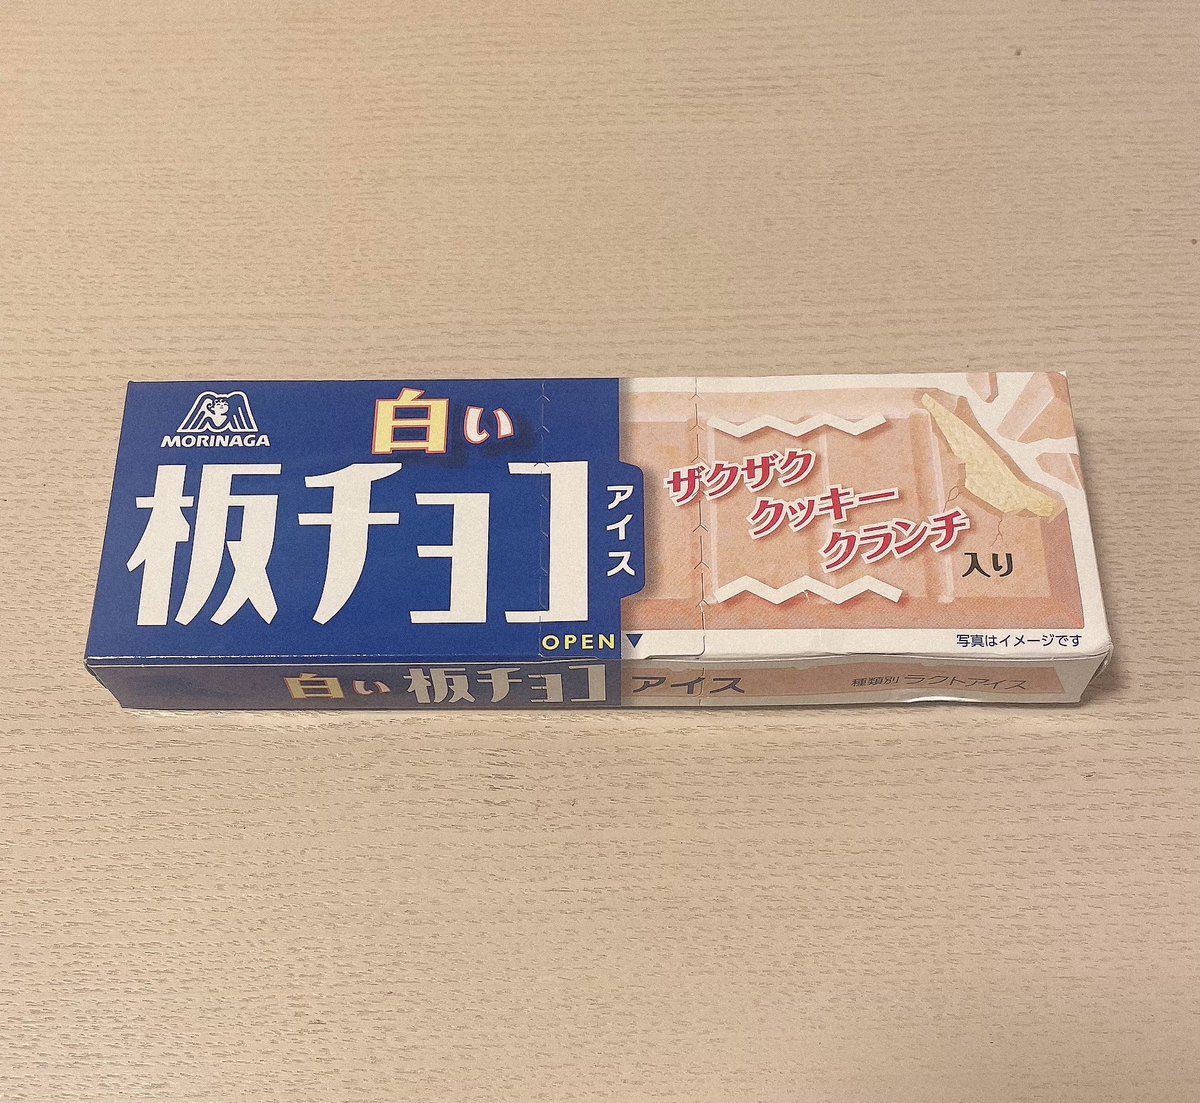 MORINAGA
白い
板チョコ
アイス
ザクザク
クッキー
クランチ
入り
OPEN
写真はイメージです
白い 板チョコ アイス
種類別 ラクトアイス